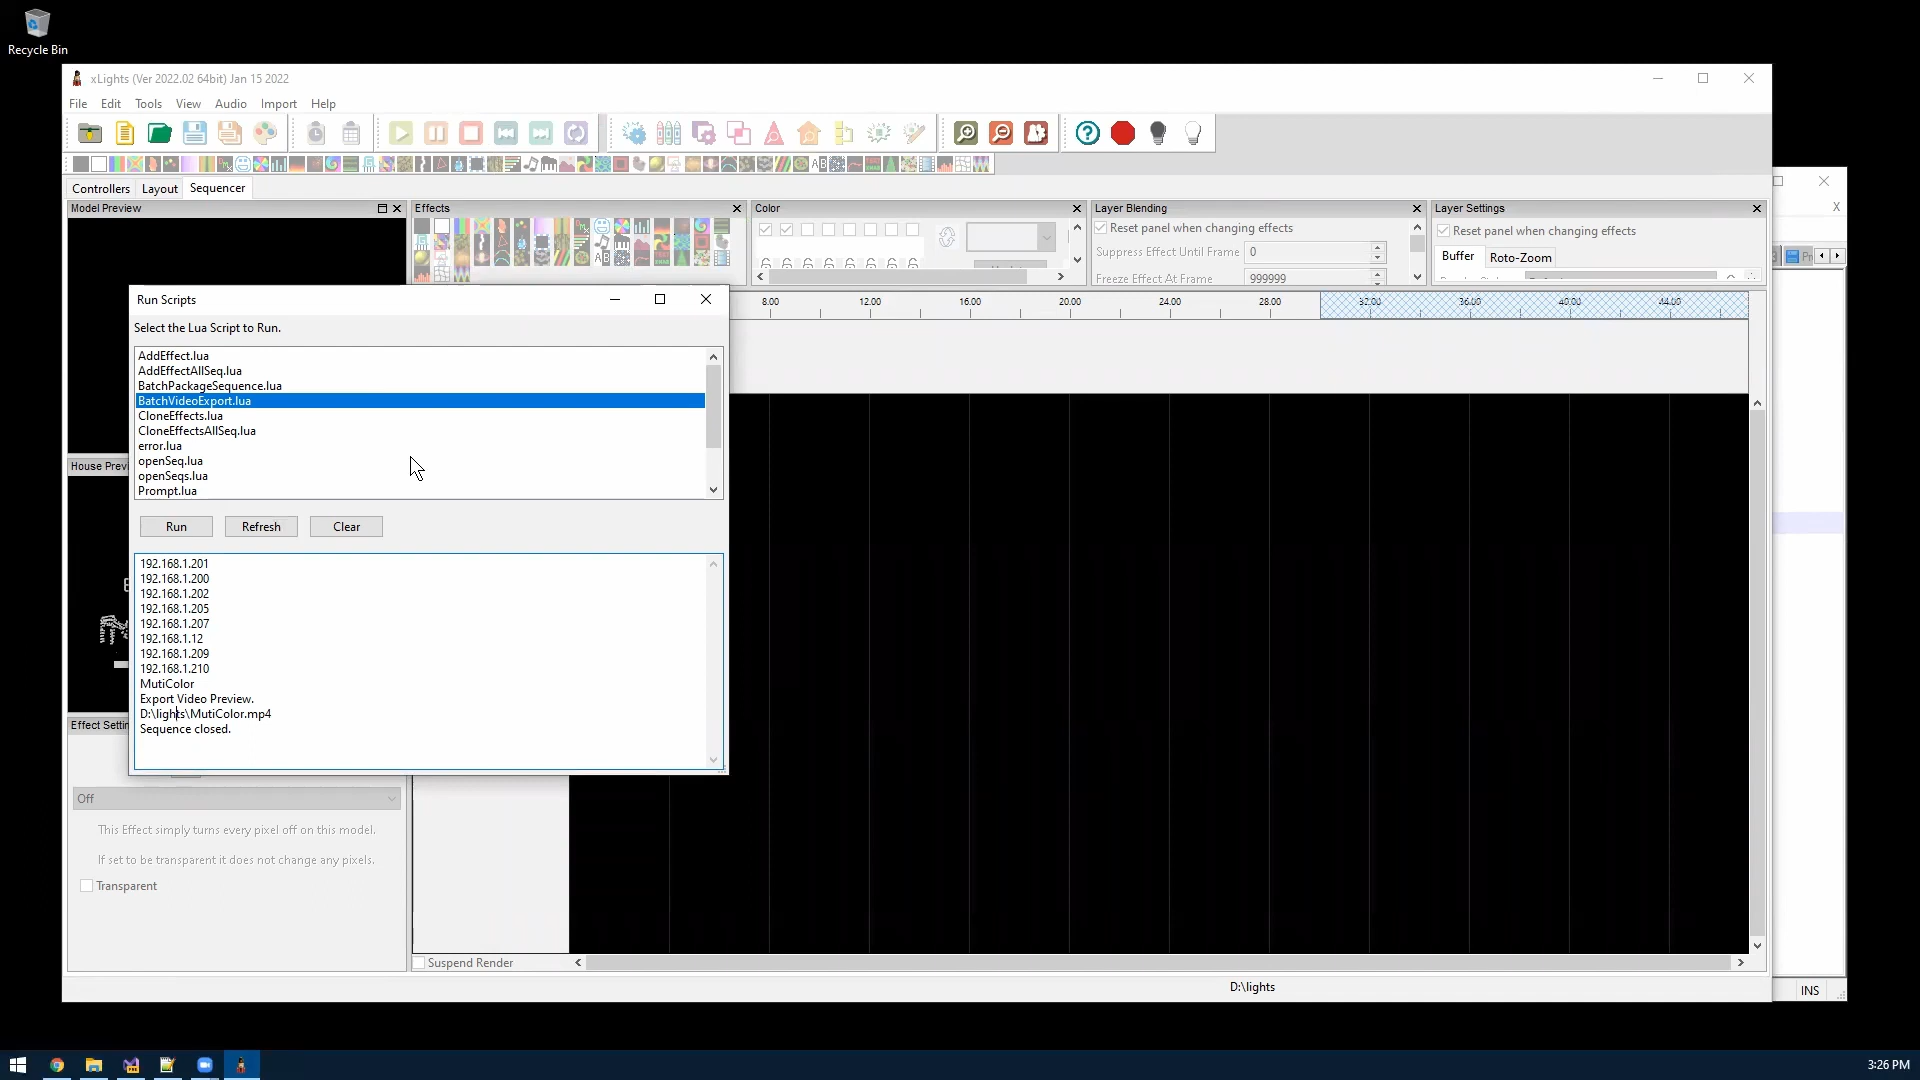 Recycle Bin
xLights (Ver 2022.02 64bit) Jan 15 2022
File Edit Tools View Audio Import Help
Controllers Layout Sequencer
Model Preview
Effects
Color
Layer Blending
Reset panel when changing effects
Suppress Effect Until Frame 0
Freeze Effect At Frame 999999
Layer Settings
Reset panel when changing effects
Buffer Roto-Zoom
8.00 12.00 16.00 20.00 24.00 28.00 32.00 36.00 40.00 44.00
Run Scripts
Select the Lua Script to Run.
AddEffect.lua
AddEffectAllSeq.lua
BatchPackageSequence.lua
BatchVideoExport.lua
CloneEffects.lua
CloneEffectsAllSeq.lua
error.lua
openSeq.lua
openSeqs.lua
Prompt.lua
Run Refresh Clear
192.168.1.201
192.168.1.200
192.168.1.202
192.168.1.205
192.168.1.207
192.168.1.12
192.168.1.209
192.168.1.210
MutiColor
Export Video Preview.
D:\lights\MutiColor.mp4
Sequence closed.
House Previ
Effect Settin
Off
This Effect simply turns every pixel off on this model.
If set to be transparent it does not change any pixels.
Transparent
Suspend Render
D:\lights
INS
3:26 PM